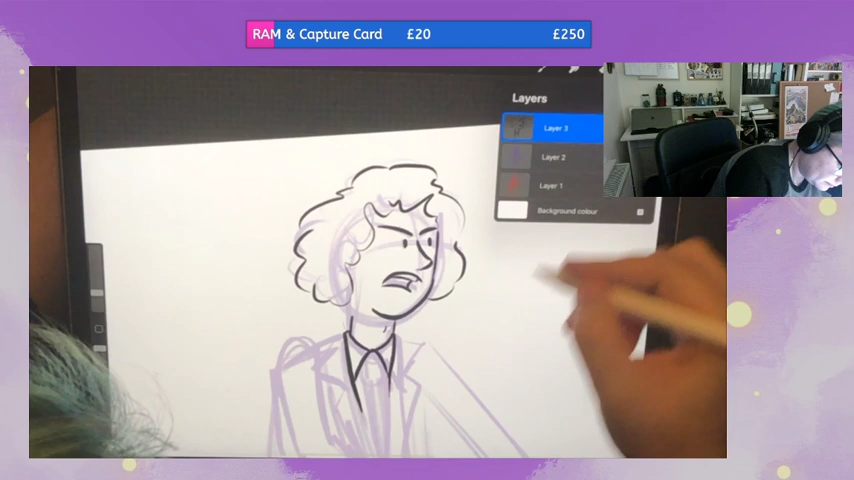 RAM & Capture Card £20 £250
Layers
Layer 3
Layer 2
Layer 1
Background colour